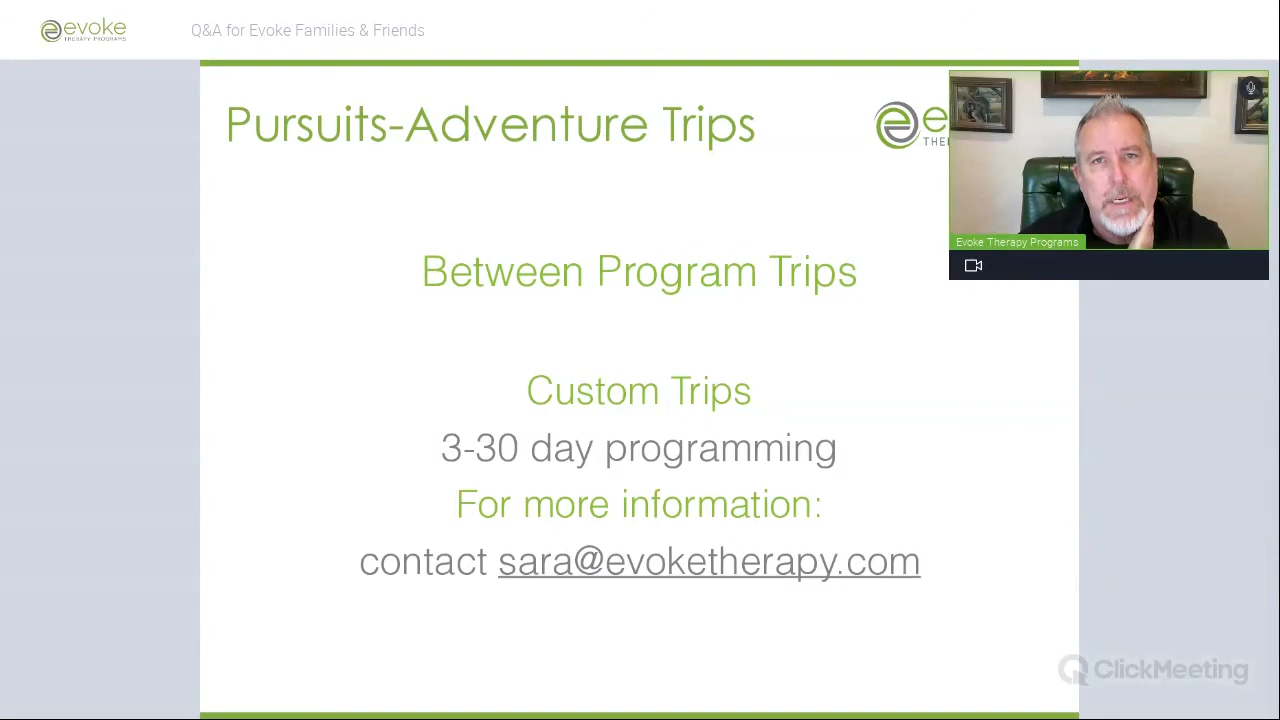 evoke
THERAPY PROGRAMS
Q&A for Evoke Families & Friends
Pursuits-Adventure Trips
Between Program Trips
Custom Trips
3-30 day programming
For more information:
contact sara@evoketherapy.com
Evoke Therapy Programs
ClickMeeting